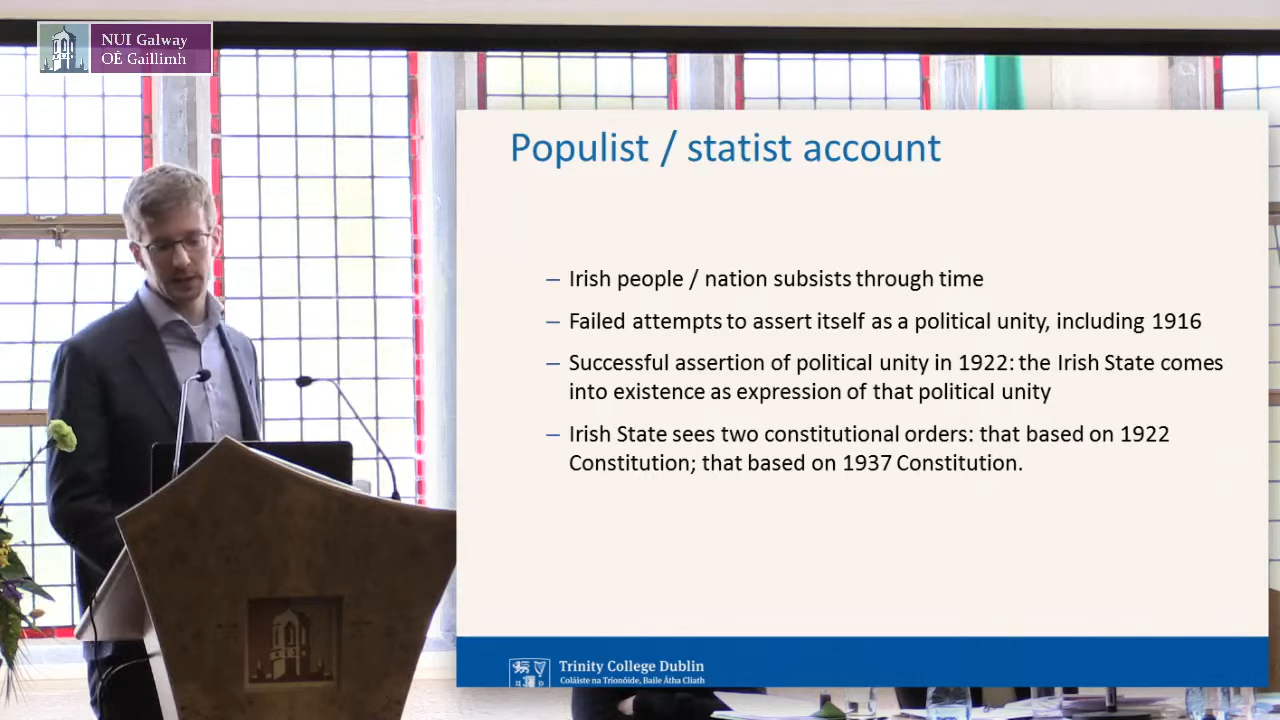 NUI Galway
OÉ Gaillimh
Populist / statist account
– Irish people / nation subsists through time
– Failed attempts to assert itself as a political unity, including 1916
– Successful assertion of political unity in 1922: the Irish State comes
into existence as expression of that political unity
– Irish State sees two constitutional orders: that based on 1922
Constitution; that based on 1937 Constitution.
Trinity College Dublin
Coláiste na Tríonóide, Baile Átha Cliath